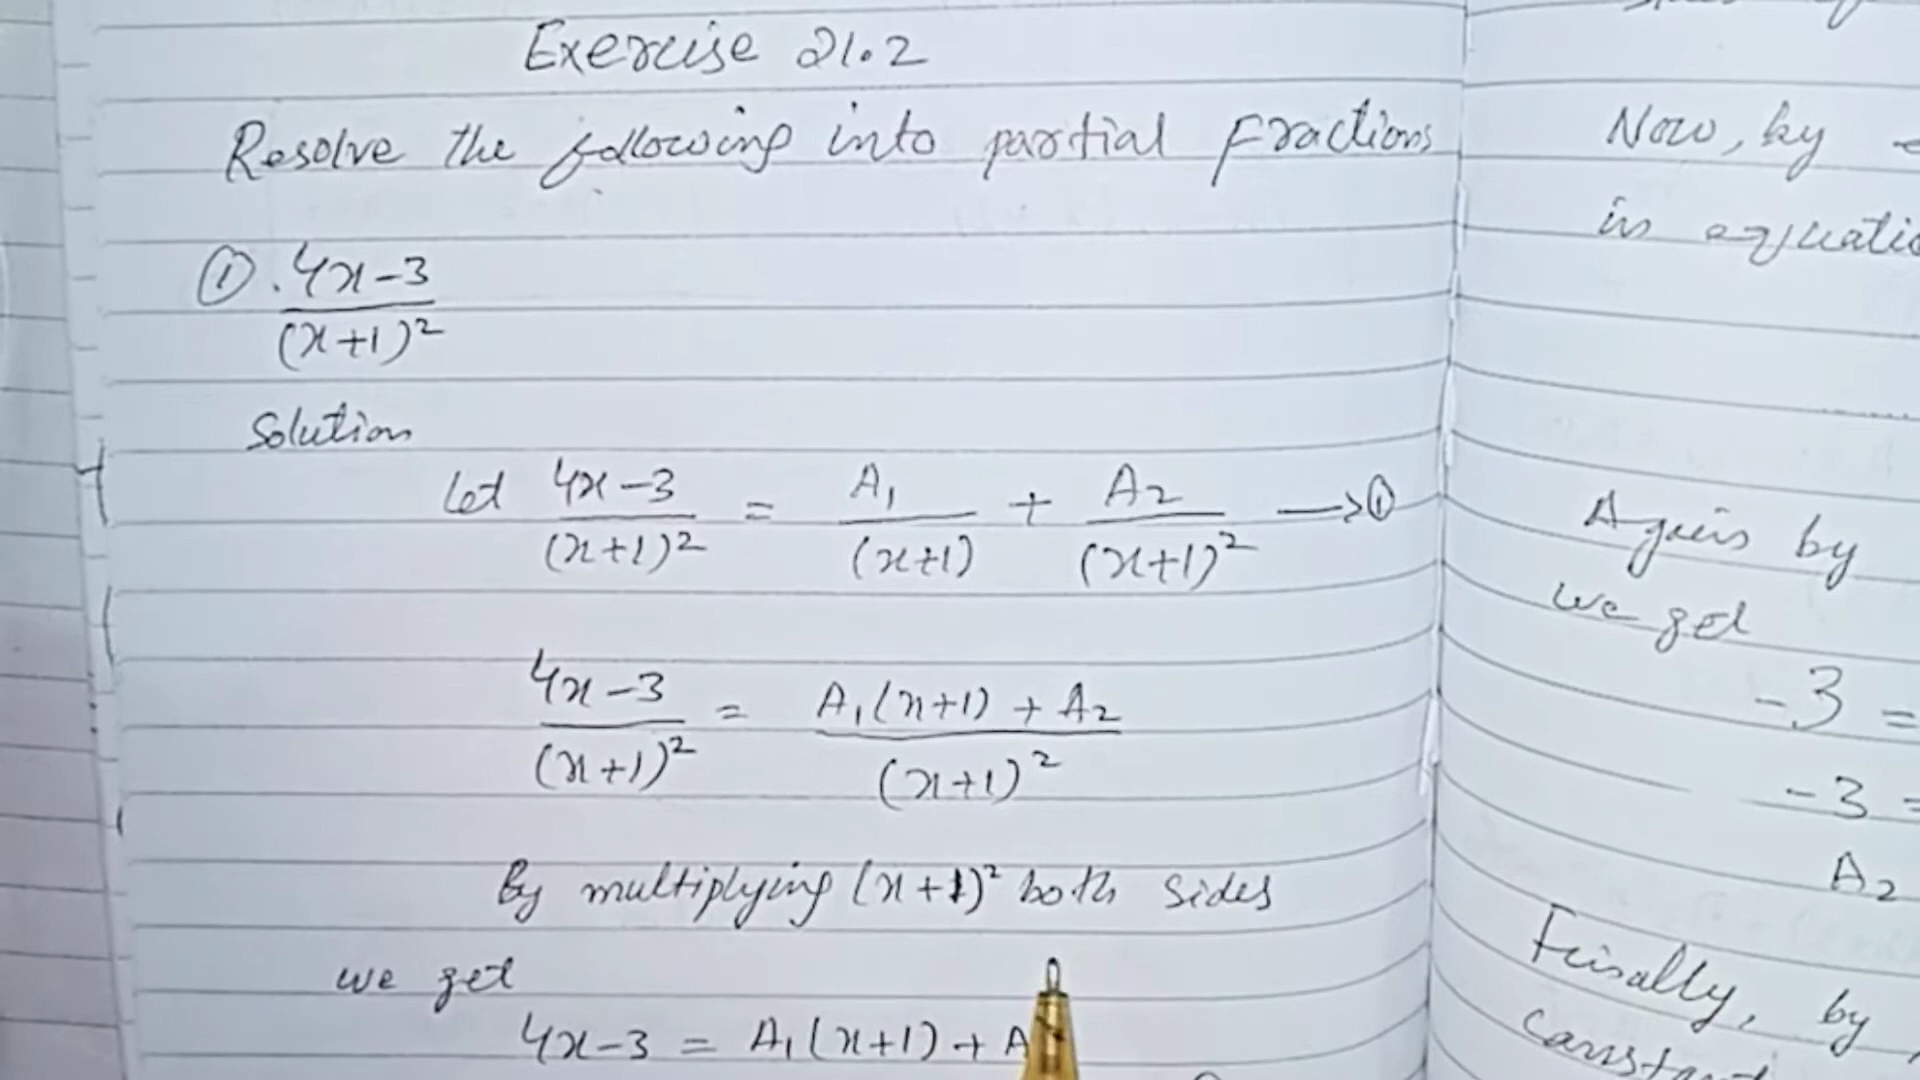 Exercise 21.2
Resolve the following into partial fractions
① . 4x-3
(x+1)²
Solution
Let 4x-3 / (x+1)² = A₁ / (x+1) + A₂ / (x+1)² → ①
4x-3 / (x+1)² = A₁(x+1) + A₂ / (x+1)²
By multiplying (x+1)² both sides
we get
4x-3 = A₁(x+1) + A
Now, by
in
Again by
we get
-3 =
-3 =
A₂
Finally, by